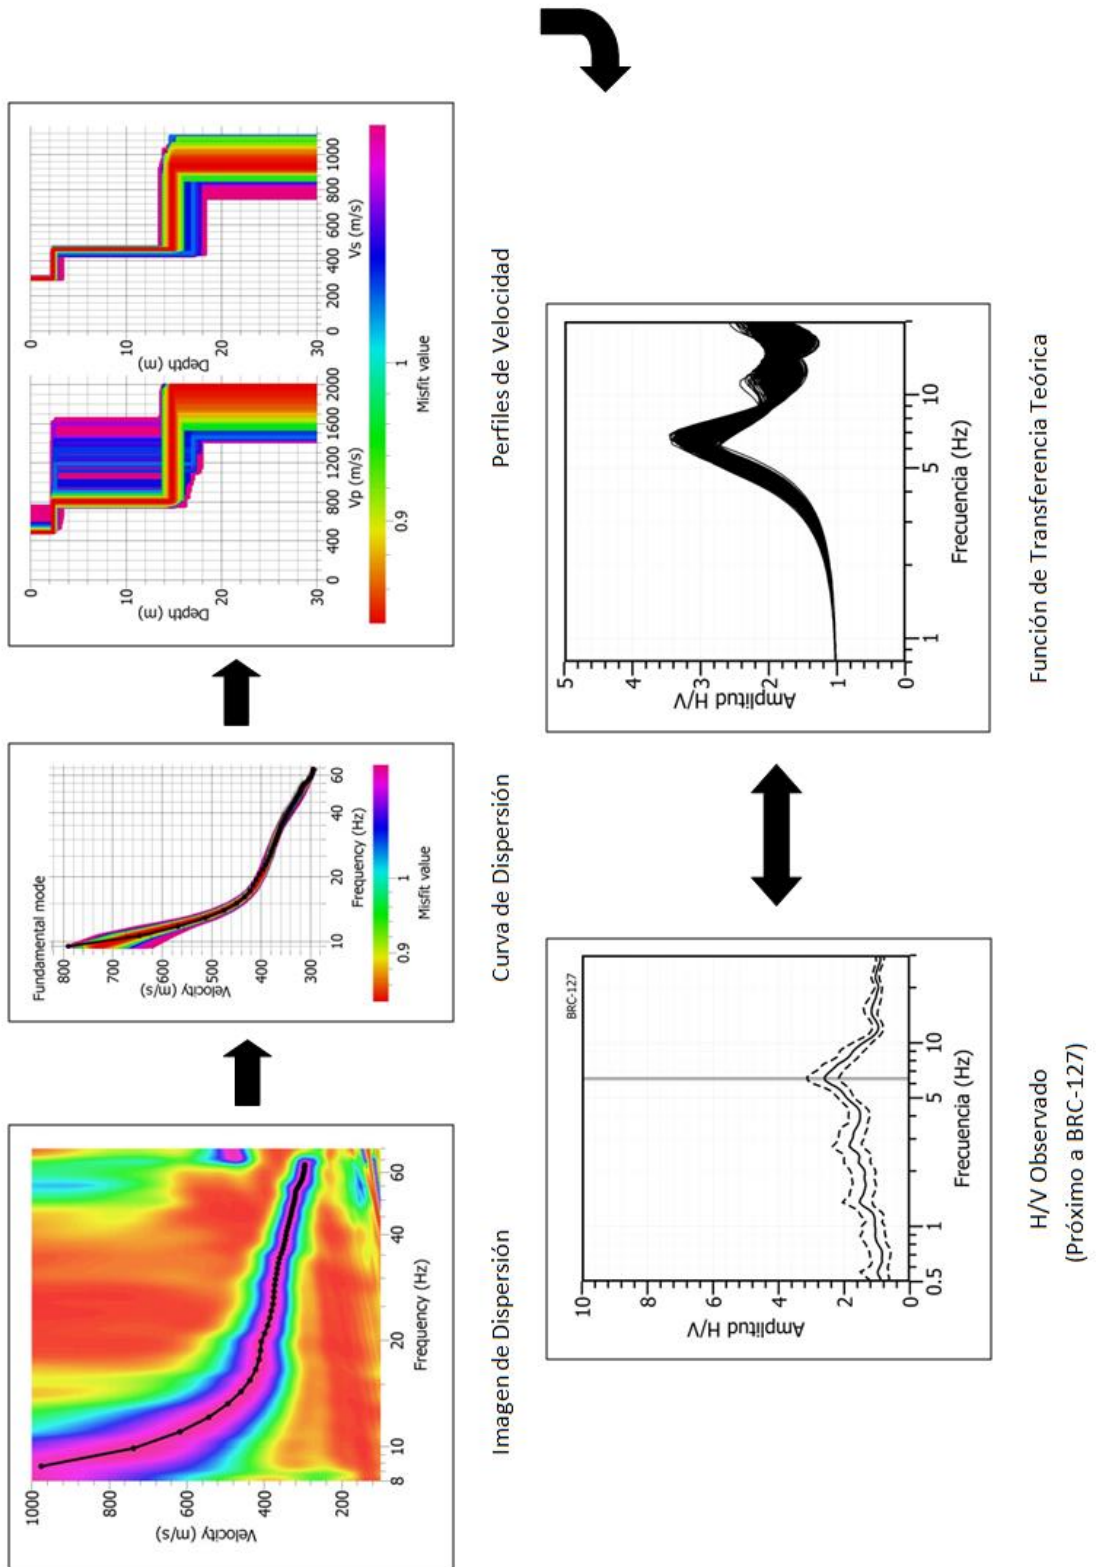 1000
800
600
400
200
Velocity (m/s)
8
10
20
40
60
Frequency (Hz)
Imagen de Dispersión
Fundamental mode
800
700
600
500
400
300
Velocity (m/s)
10
20
40
60
Frequency (Hz)
0.9
1
Misfit value
Curva de Dispersión
0
10
20
30
Depth (m)
0
400
800
1200
1600
2000
Vp (m/s)
0
10
20
30
Depth (m)
0
200
400
600
800
1000
Vs (m/s)
0.9
1
Misfit value
Perfiles de Velocidad
BRC-127
10
8
6
4
2
0
Amplitud H/V
0.5
1
5
10
Frecuencia (Hz)
H/V Observado
(Próximo a BRC-127)
5
4
3
2
1
0
Amplitud H/V
1
5
10
Frecuencia (Hz)
Función de Transferencia Teórica